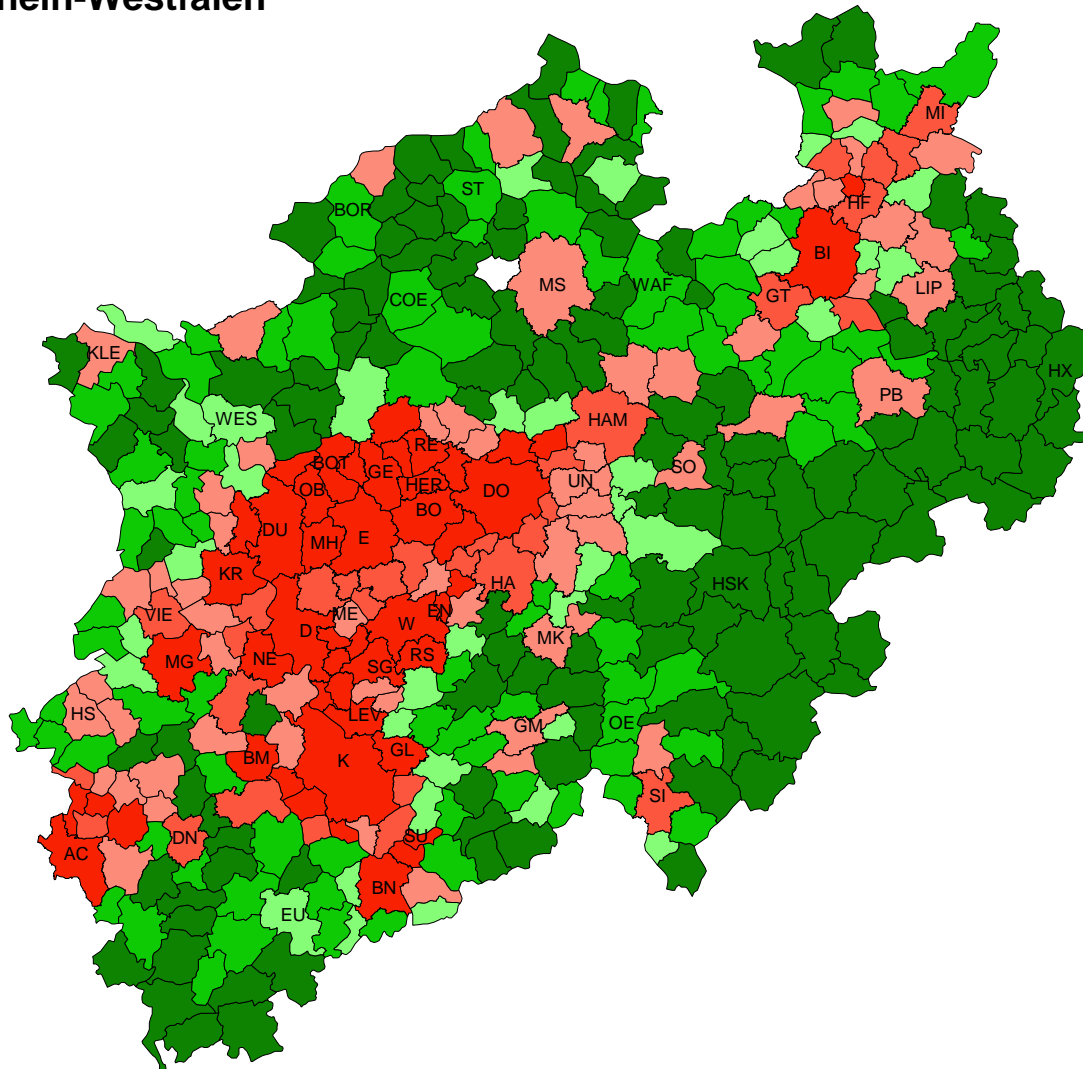 hein-Westfalen
MI
ST
HF
BOR
BI
MS
WAF
LIP
GT
COE
KLE
HX
PB
WES
HAM
RE
BOT
GE
SO
UN
HER
OB
DO
BO
DU
MH
E
KR
HA
HSK
VIE
ME
EN
W
D
MK
RS
MG
NE
SG
HS
LEV
OE
GM
GL
BM
K
SI
SU
DN
AC
BN
EU